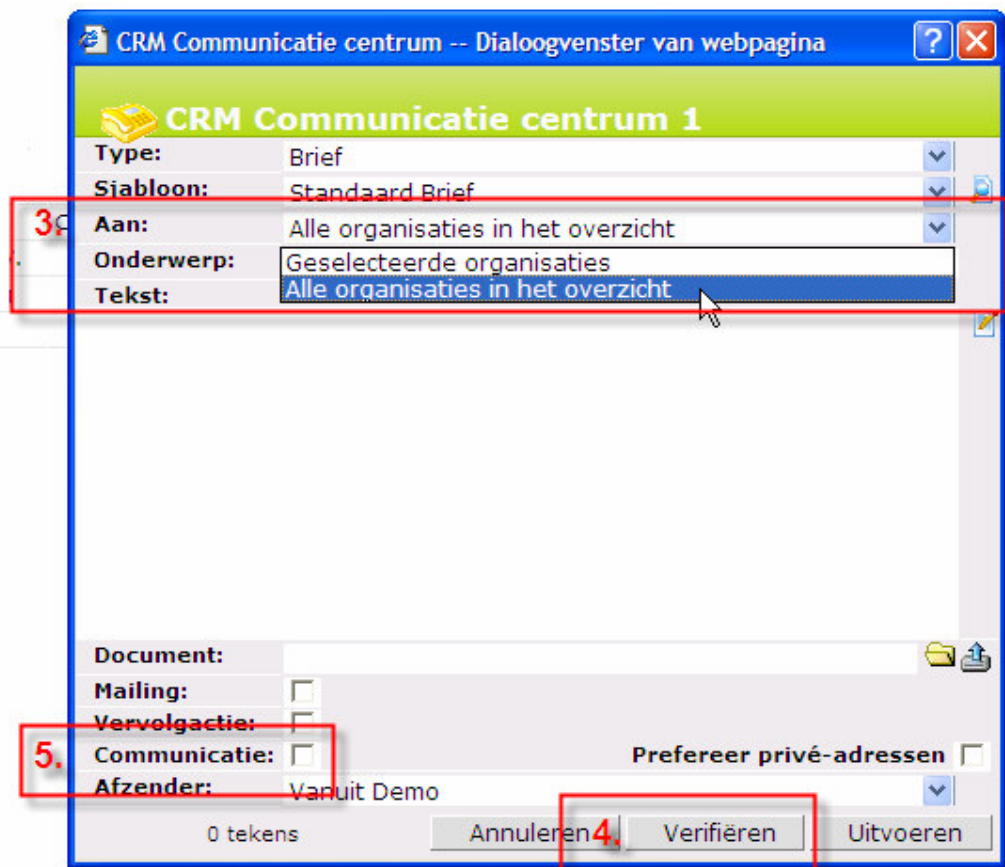 CRM Communicatie centrum -- Dialoogvenster van webpagina
CRM Communicatie centrum 1
Type: Brief
Sjabloon: Standaard Brief
3. Aan: Alle organisaties in het overzicht
Onderwerp: Geselecteerde organisaties
Tekst: Alle organisaties in het overzicht
Document:
Mailing:
Vervolgactie:
5. Communicatie: Prefereer privé-adressen
Afzender: Vanuit Demo
0 tekens Annuleren 4. Verifiëren Uitvoeren